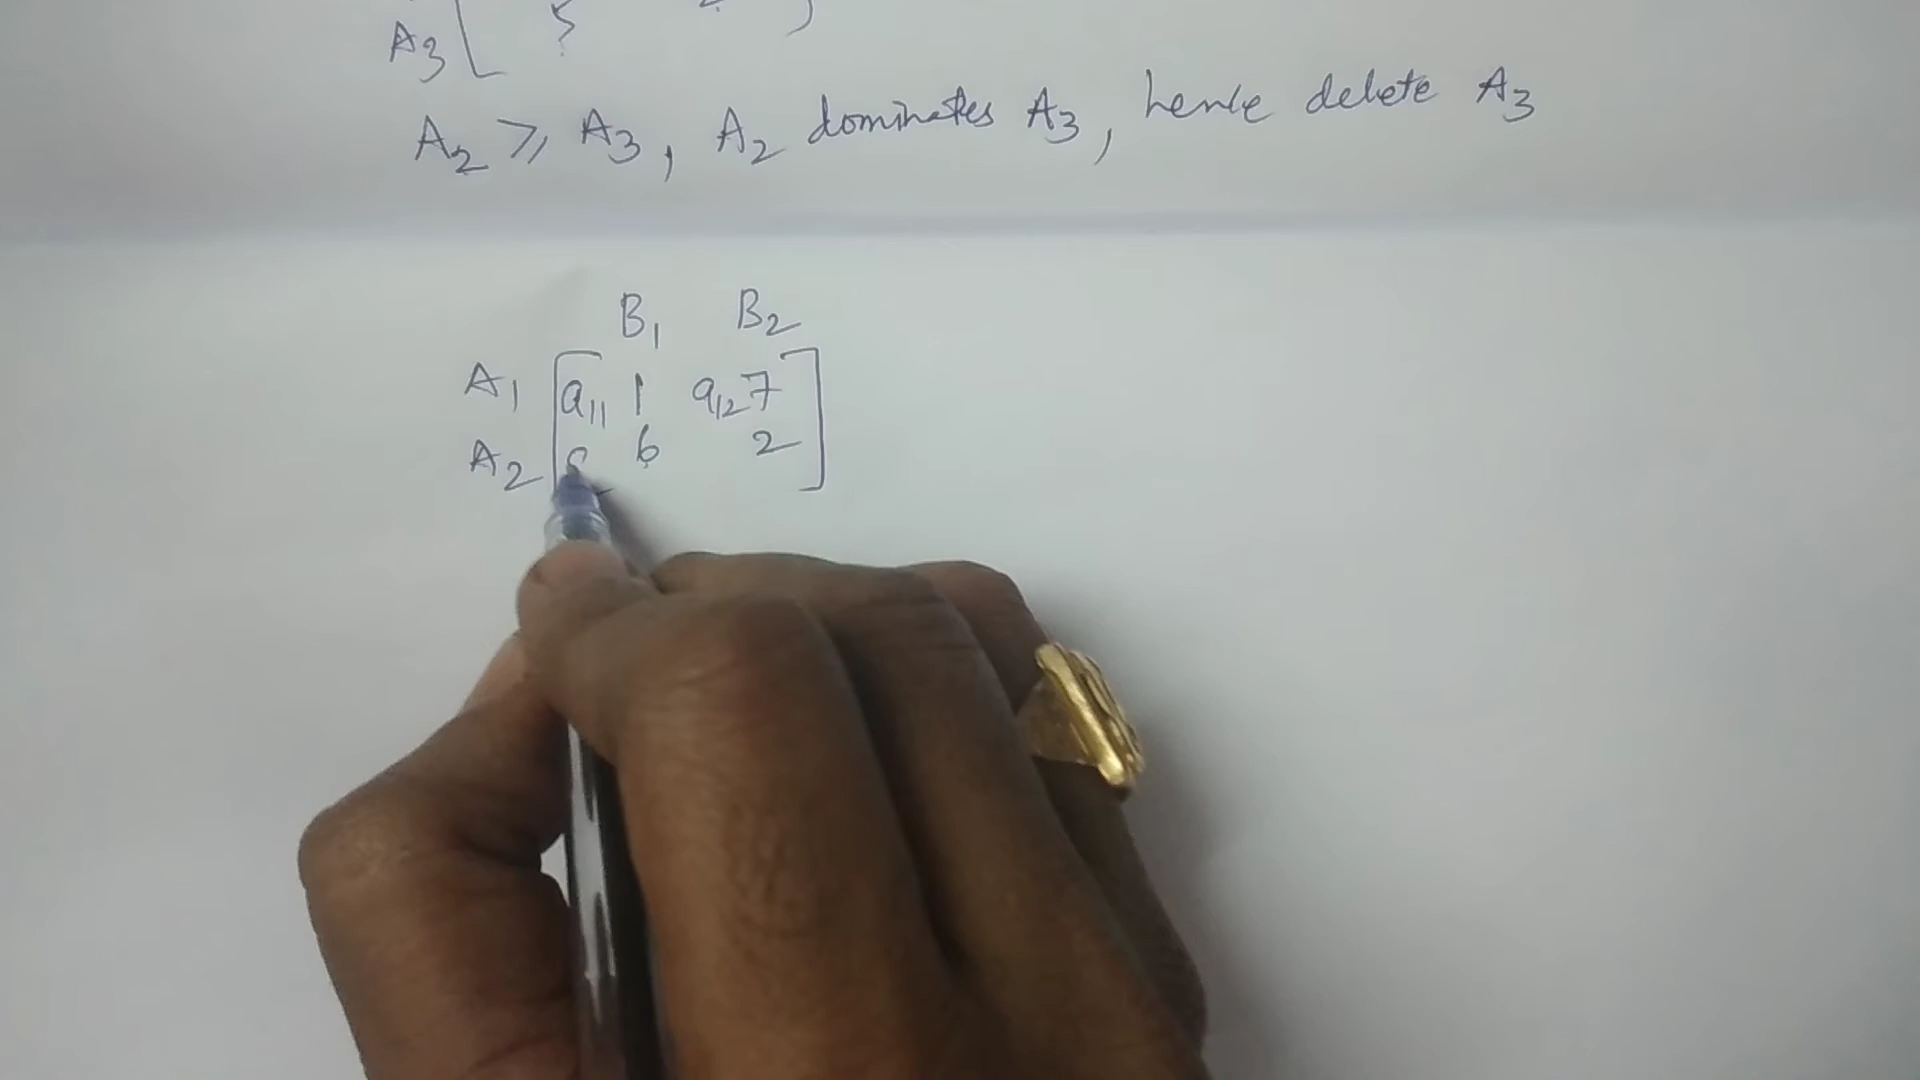 A3 [ 5 2
A2 ≥ A3, A2 dominates A3, hence delete A3
B1 B2
A1 [ a11 1 a12 7 ]
A2 [ 6 2 ]